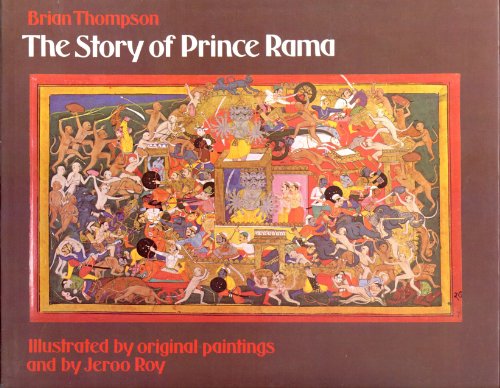 Brian Thompson
The Story of Prince Rama
Illustrated by original paintings
and by Jeroo Roy